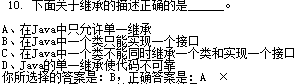 10. 下面关于继承的描述正确的是______。
A、在Java中只允许单一继承
B、在Java中一个类只能实现一个接口
C、在Java中一个类不能同时继承一个类和实现一个接口
D、Java的单一继承使代码不可靠
你所选择的答案是：B，正确答案是：A ×